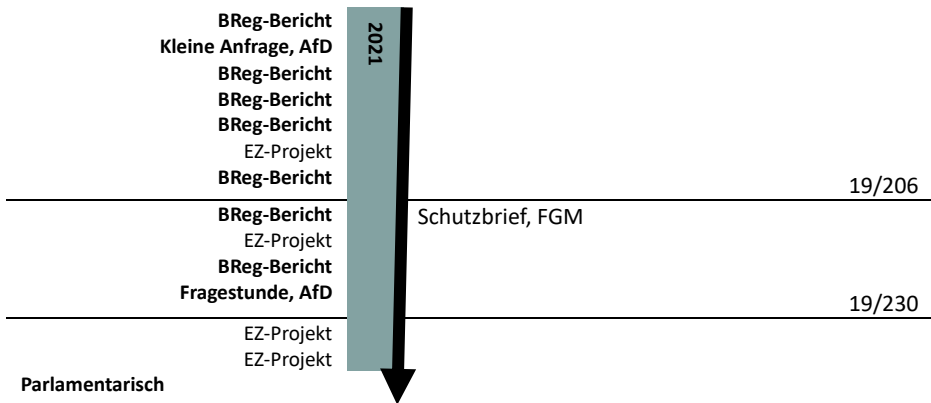 BReg-Bericht
Kleine Anfrage, AfD
2021
BReg-Bericht
BReg-Bericht
BReg-Bericht
EZ-Projekt
BReg-Bericht
19/206
BReg-Bericht
Schutzbrief, FGM
EZ-Projekt
BReg-Bericht
Fragestunde, AfD
19/230
EZ-Projekt
EZ-Projekt
Parlamentarisch